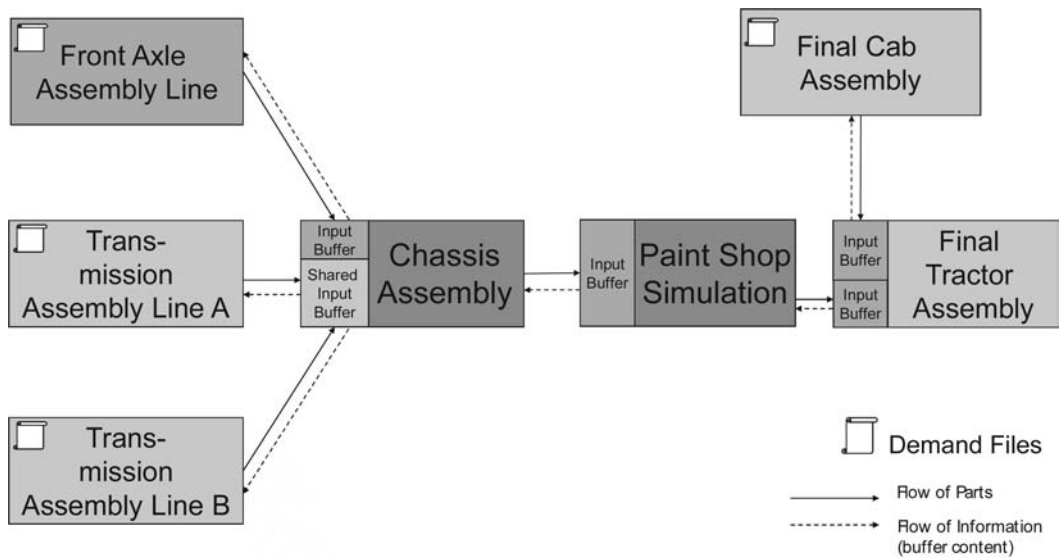 Front Axle
Assembly Line
Final Cab
Assembly
Trans-
mission
Assembly Line A
Input
Buffer
Shared
Input
Buffer
Chassis
Assembly
Input
Buffer
Paint Shop
Simulation
Input
Buffer
Input
Buffer
Final
Tractor
Assembly
Trans-
mission
Assembly Line B
Demand Files
Flow of Parts
Flow of Information
(buffer content)